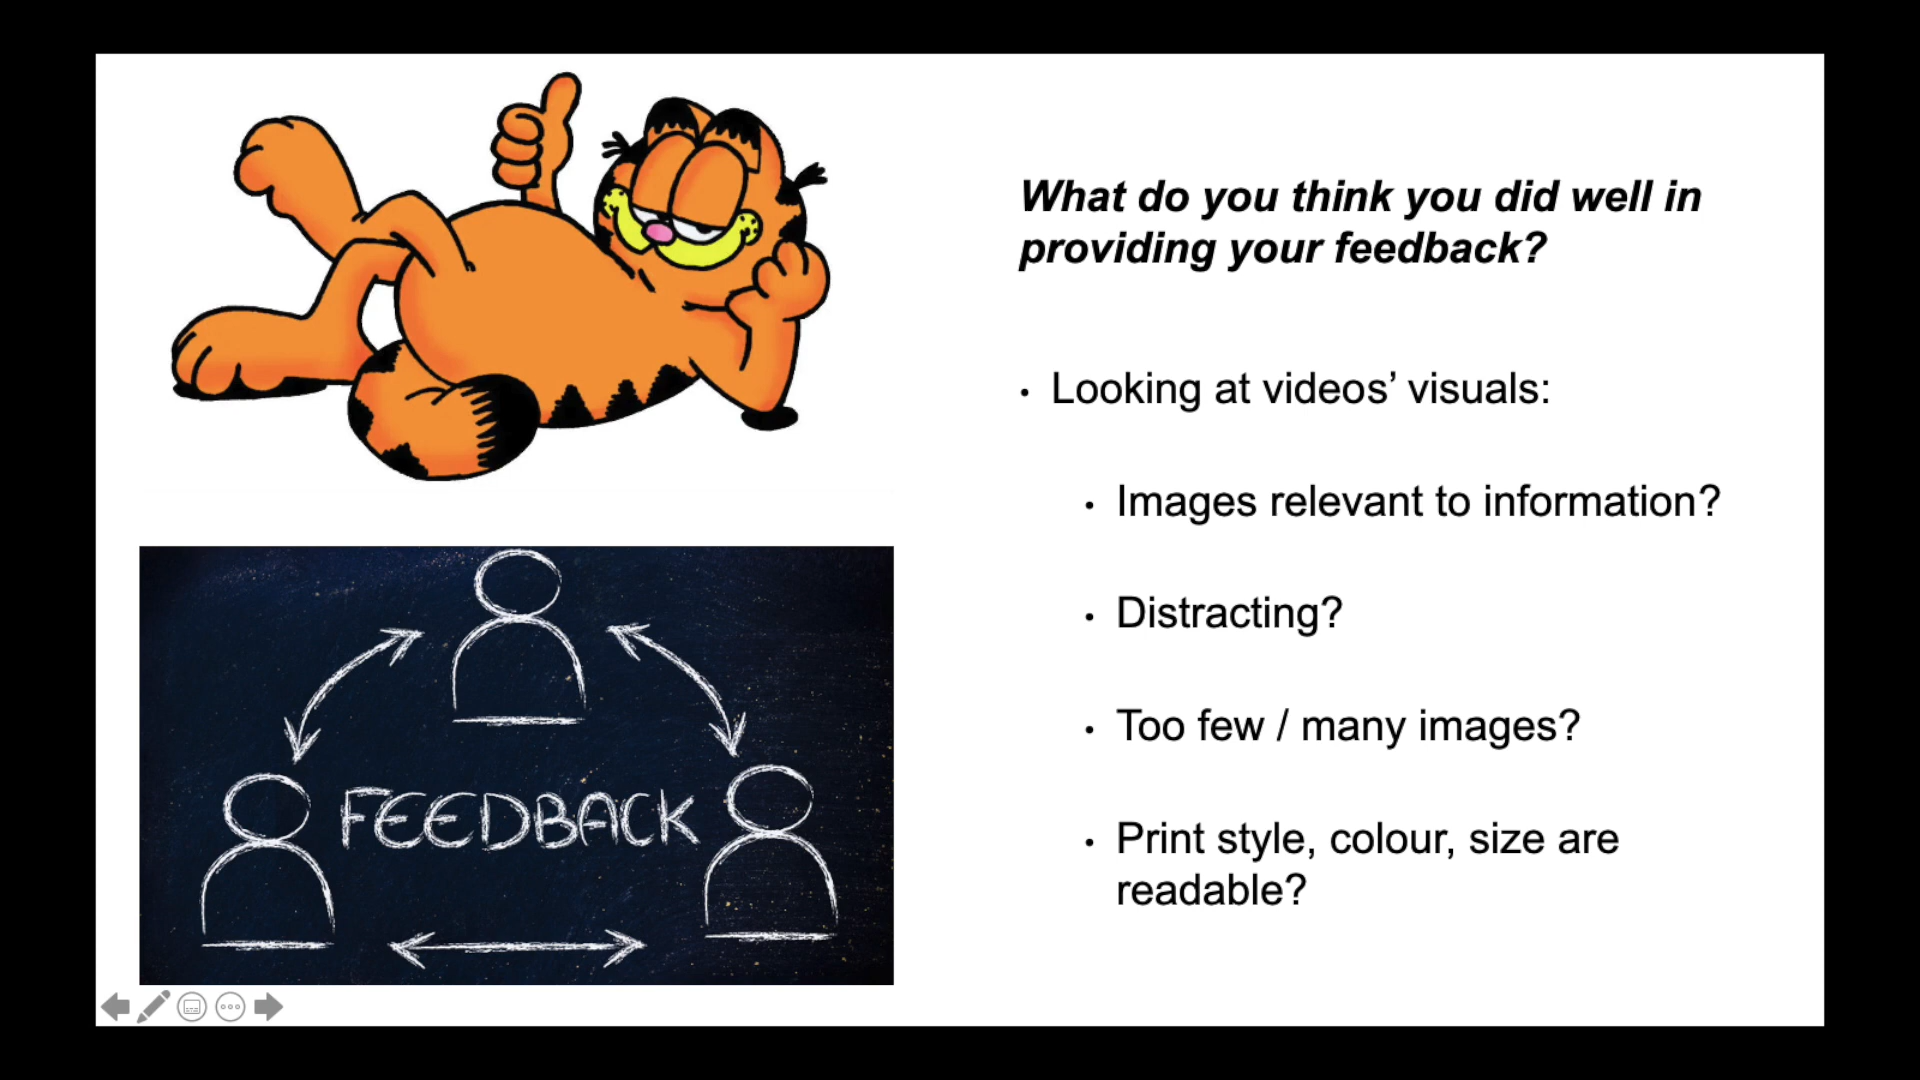 What do you think you did well in
providing your feedback?
• Looking at videos’ visuals:
• Images relevant to information?
• Distracting?
• Too few / many images?
• Print style, colour, size are
readable?
FEEDBACK